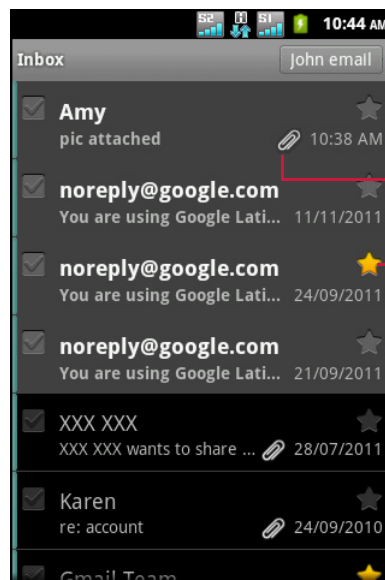 S2 H S1 10:44 AM
Inbox John email
Amy
pic attached 10:38 AM
noreply@google.com
You are using Google Lati... 11/11/2011
noreply@google.com
You are using Google Lati... 24/09/2011
noreply@google.com
You are using Google Lati... 21/09/2011
XXX XXX
XXX XXX wants to share ... 28/07/2011
Karen
re: account 24/09/2010
Gmail Team